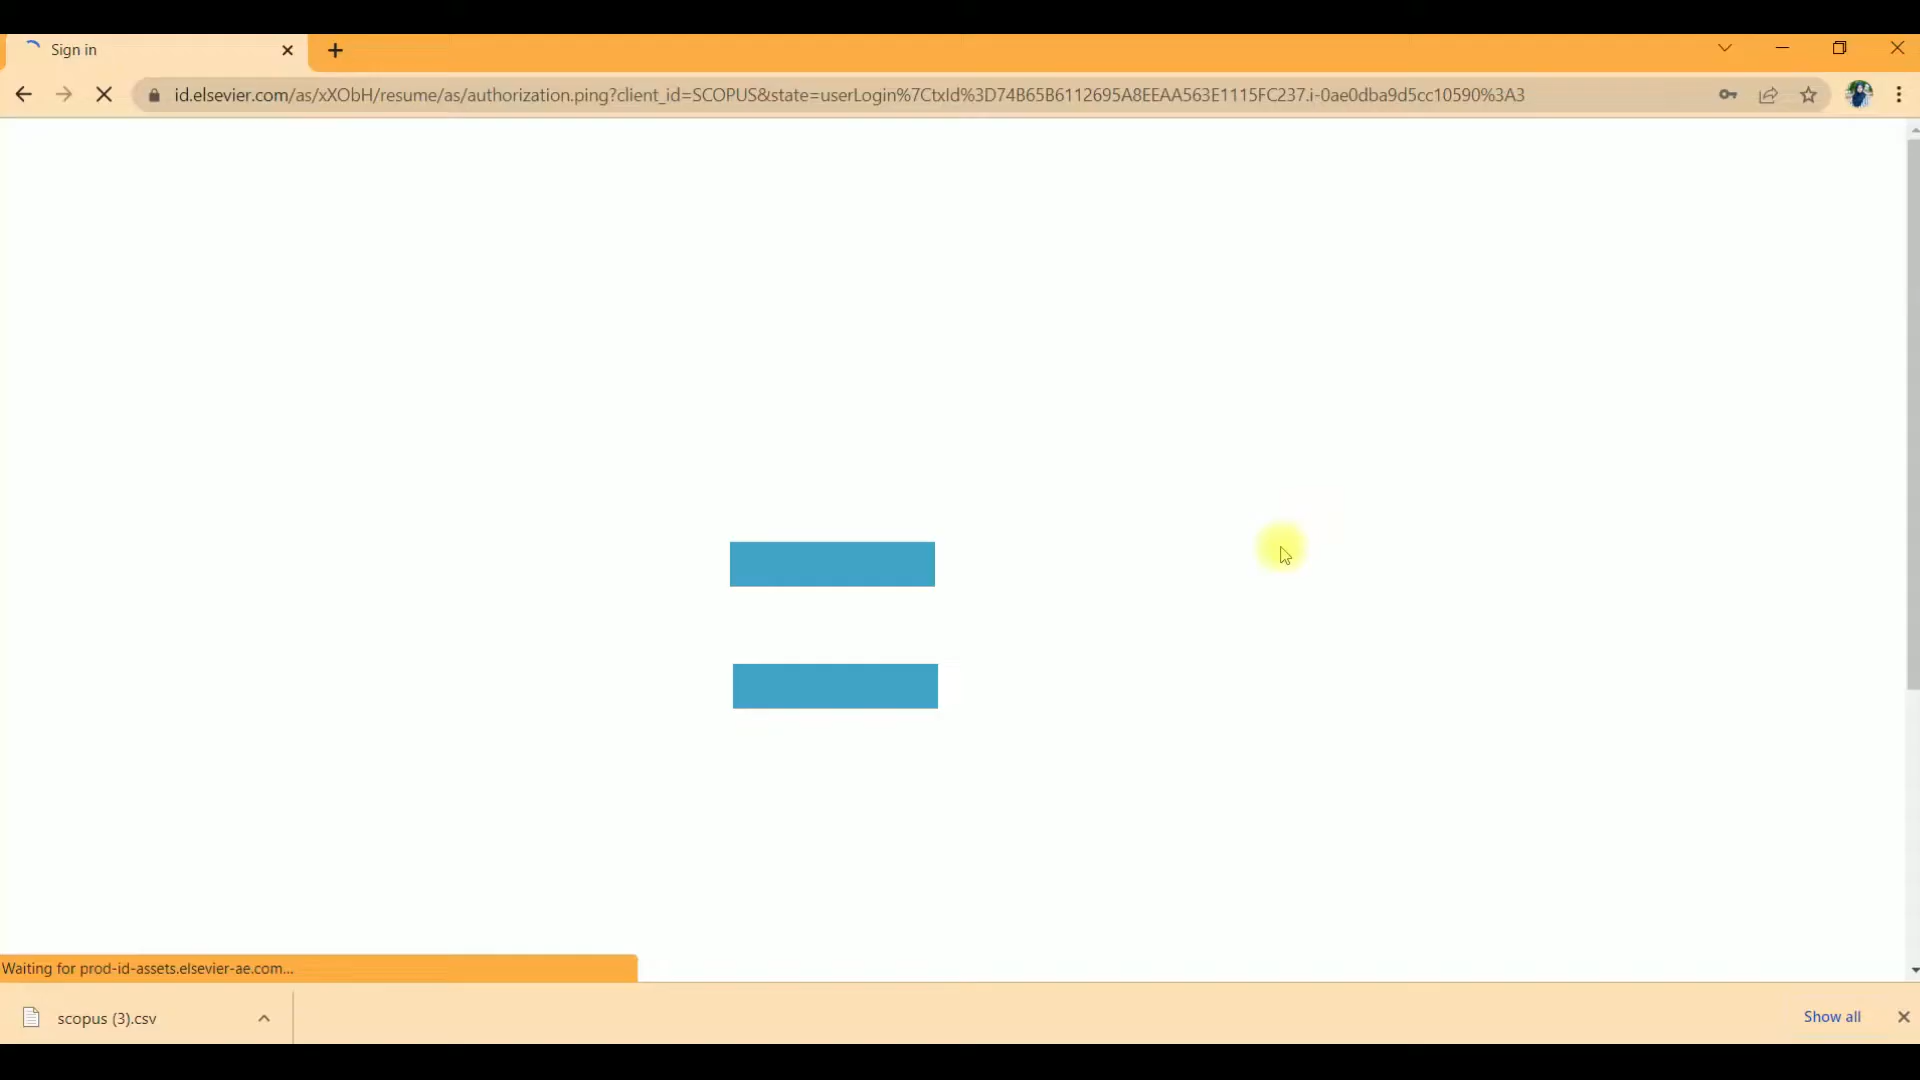 Sign in
id.elsevier.com/as/xXObH/resume/as/authorization.ping?client_id=SCOPUS&state=userLogin%7CtxId%3D74B65B6112695A8EEAA563E1115FC237.i-0ae0dba9d5cc10590%3A3
Waiting for prod-id-assets.elsevier-ae.com...
scopus (3).csv
Show all